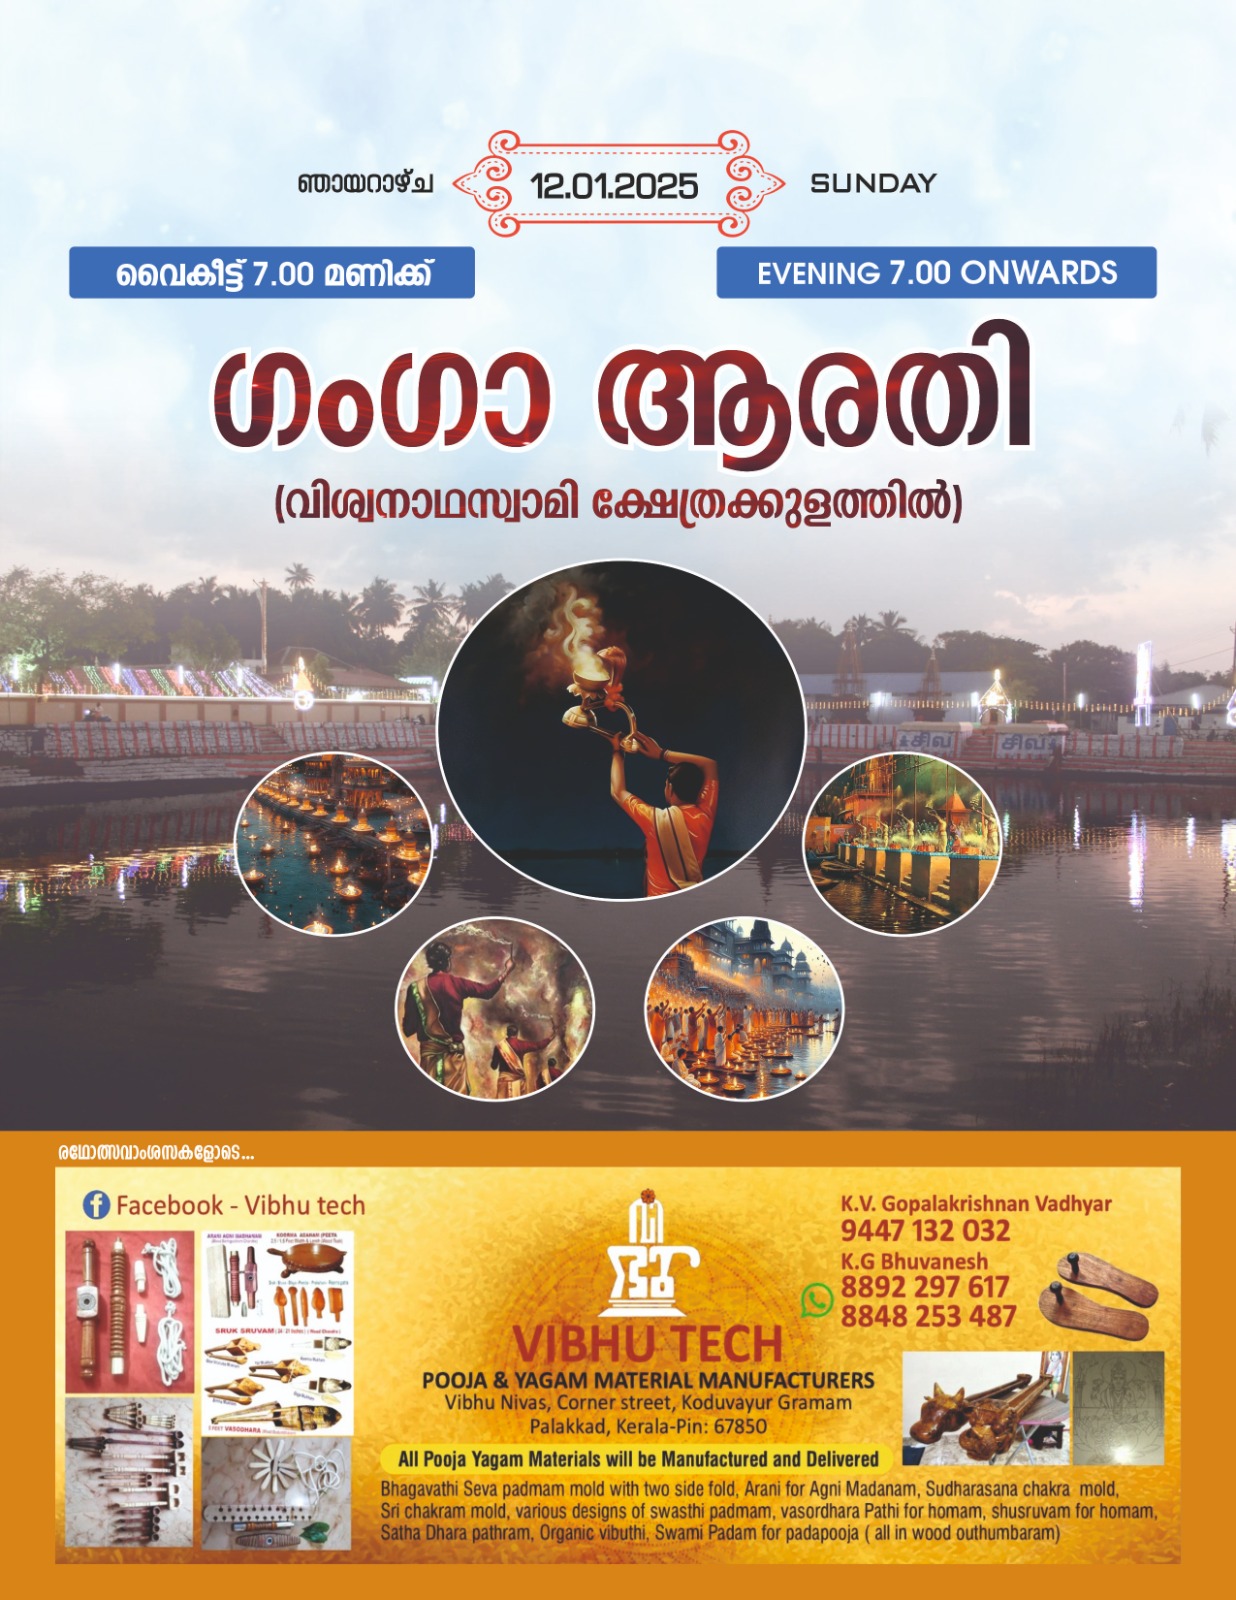 ഞായറാഴ്ച 12.01.2025 SUNDAY
വൈകീട്ട് 7.00 മണിക്ക് EVENING 7.00 ONWARDS
ഗംഗാ ആരതി
(വിശ്വനാഥസ്വാമി ക്ഷേത്രക്കുളത്തിൽ)
சிவ சிவ
രഥോത്സവാംശസകളോടെ...
Facebook - Vibhu tech
വി
ഭൂ
VIBHU TECH
POOJA & YAGAM MATERIAL MANUFACTURERS
Vibhu Nivas, Corner street, Koduvayur Gramam
Palakkad, Kerala-Pin: 67850
K.V. Gopalakrishnan Vadhyar
9447 132 032
K.G Bhuvanesh
8892 297 617
8848 253 487
SRUK SRUVAM
VASODHARA
All Pooja Yagam Materials will be Manufactured and Delivered
Bhagavathi Seva padmam mold with two side fold, Arani for Agni Madanam, Sudharasana chakra mold,
Sri chakram mold, various designs of swasthi padmam, vasordhara Pathi for homam, shusruvam for homam,
Satha Dhara pathram, Organic vibuthi, Swami Padam for padapooja ( all in wood outhumbaram)